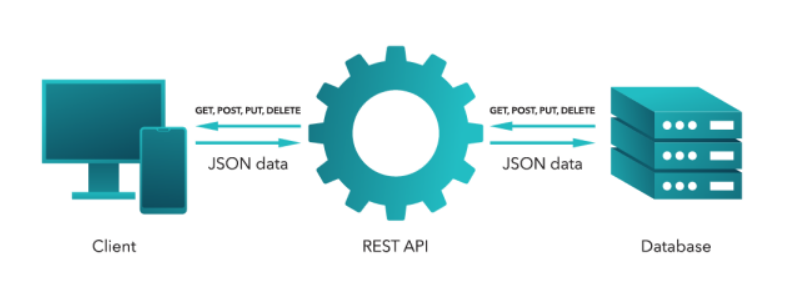 GET, POST, PUT, DELETE
JSON data
GET, POST, PUT, DELETE
JSON data
Client
REST API
Database